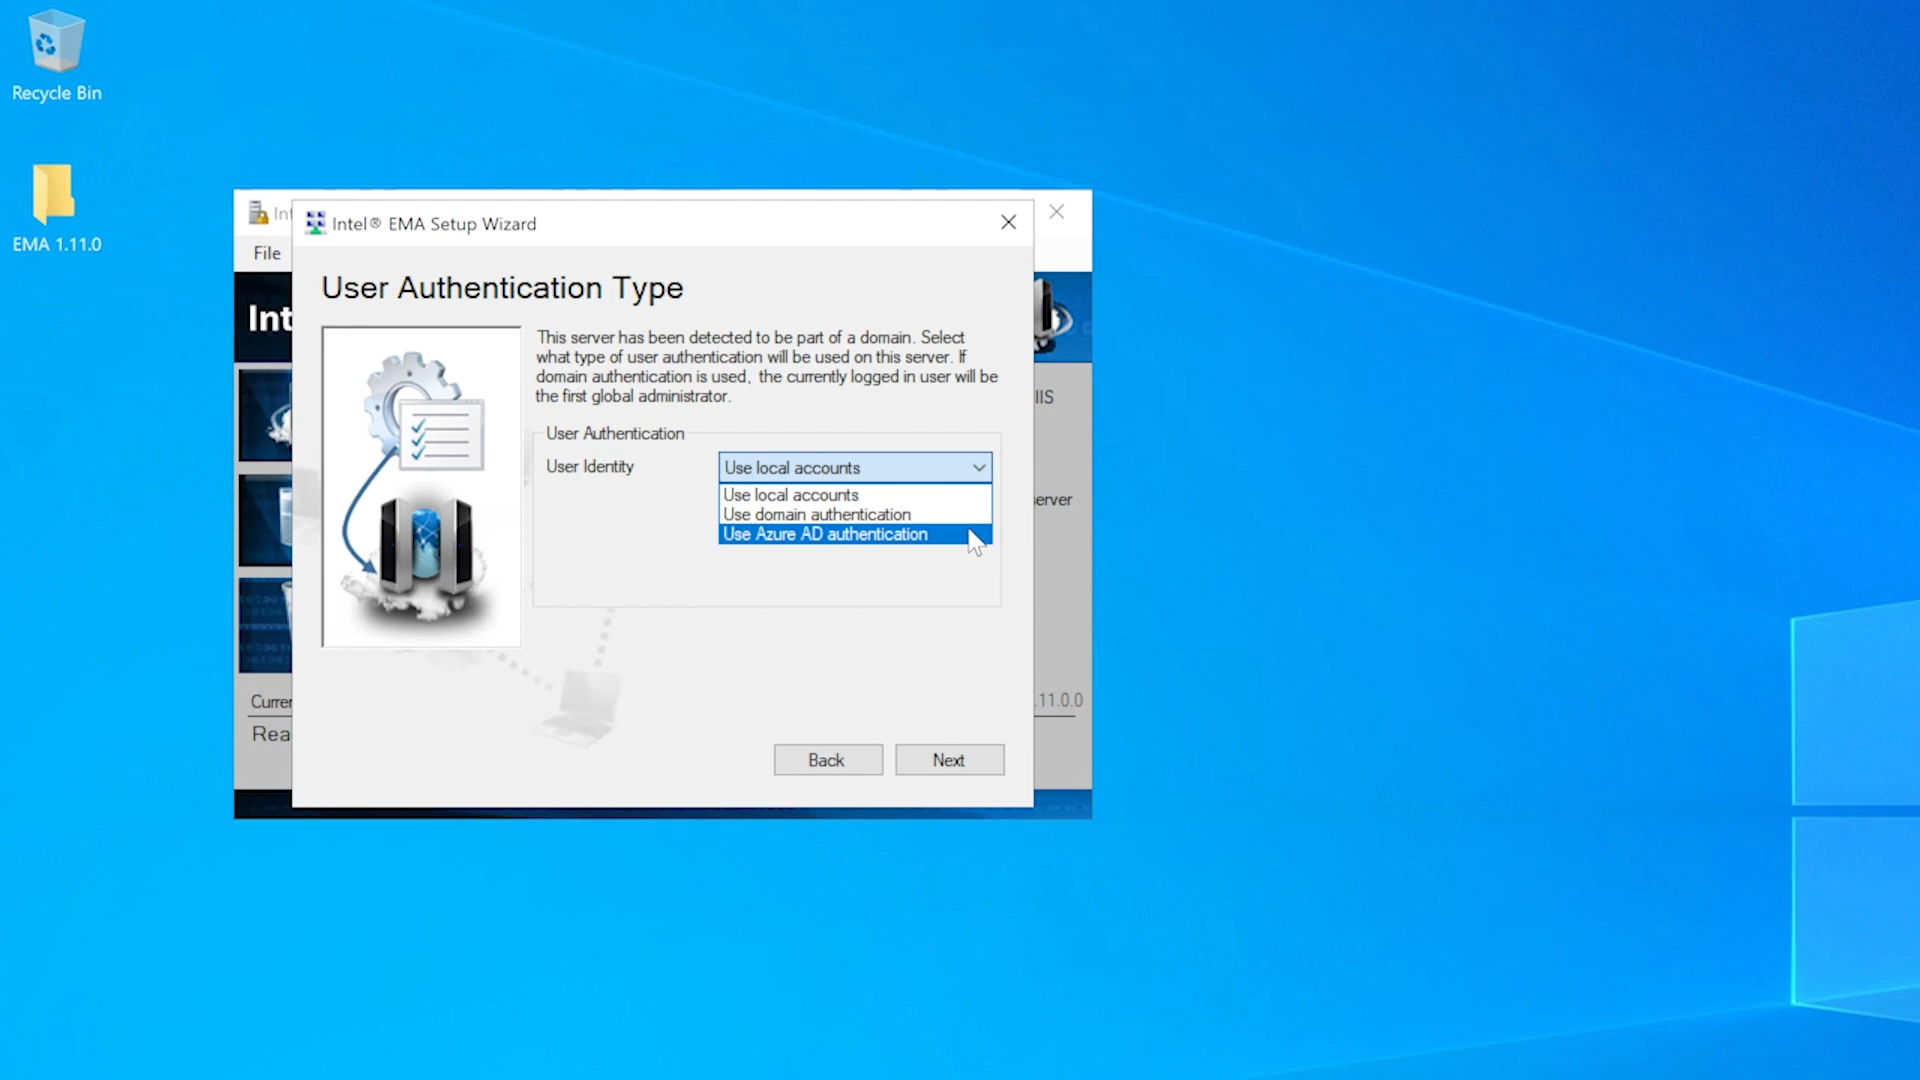 Recycle Bin
EMA 1.11.0
Int
Intel® EMA Setup Wizard
File
User Authentication Type
Int
This server has been detected to be part of a domain. Select
what type of user authentication will be used on this server. If
domain authentication is used, the currently logged in user will be
the first global administrator.
IIS
User Authentication
User Identity
Use local accounts
Use local accounts
Use domain authentication
Use Azure AD authentication
server
Curren
.11.0.0
Rea
Back
Next